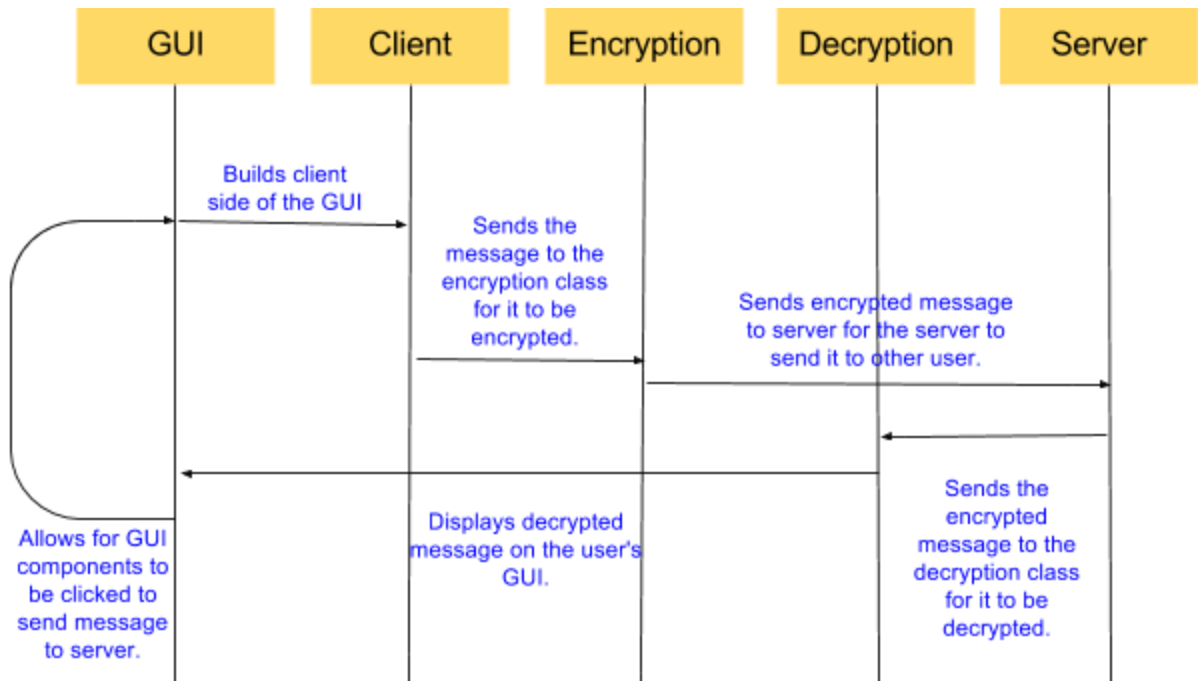 GUI
Client
Encryption
Decryption
Server
Builds client
side of the GUI
Sends the
message to the
encryption class
for it to be
encrypted.
Sends encrypted message
to server for the server to
send it to other user.
Sends the
encrypted
message to the
decryption class
for it to be
decrypted.
Displays decrypted
message on the user's
GUI.
Allows for GUI
components to
be clicked to
send message
to server.